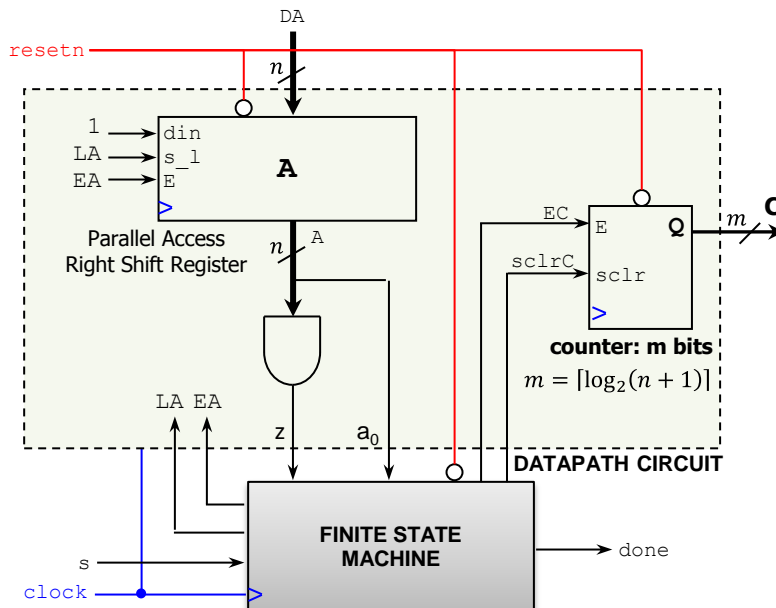 DA
resetn
n
1
din
LA
s_l
A
EA
E
Parallel Access
Right Shift Register
n
A
EC
E
Q
m
C
sclrC
sclr
counter: m bits
m = ⌈log₂(n + 1)⌉
LA EA
z
a₀
DATAPATH CIRCUIT
FINITE STATE
MACHINE
s
done
clock